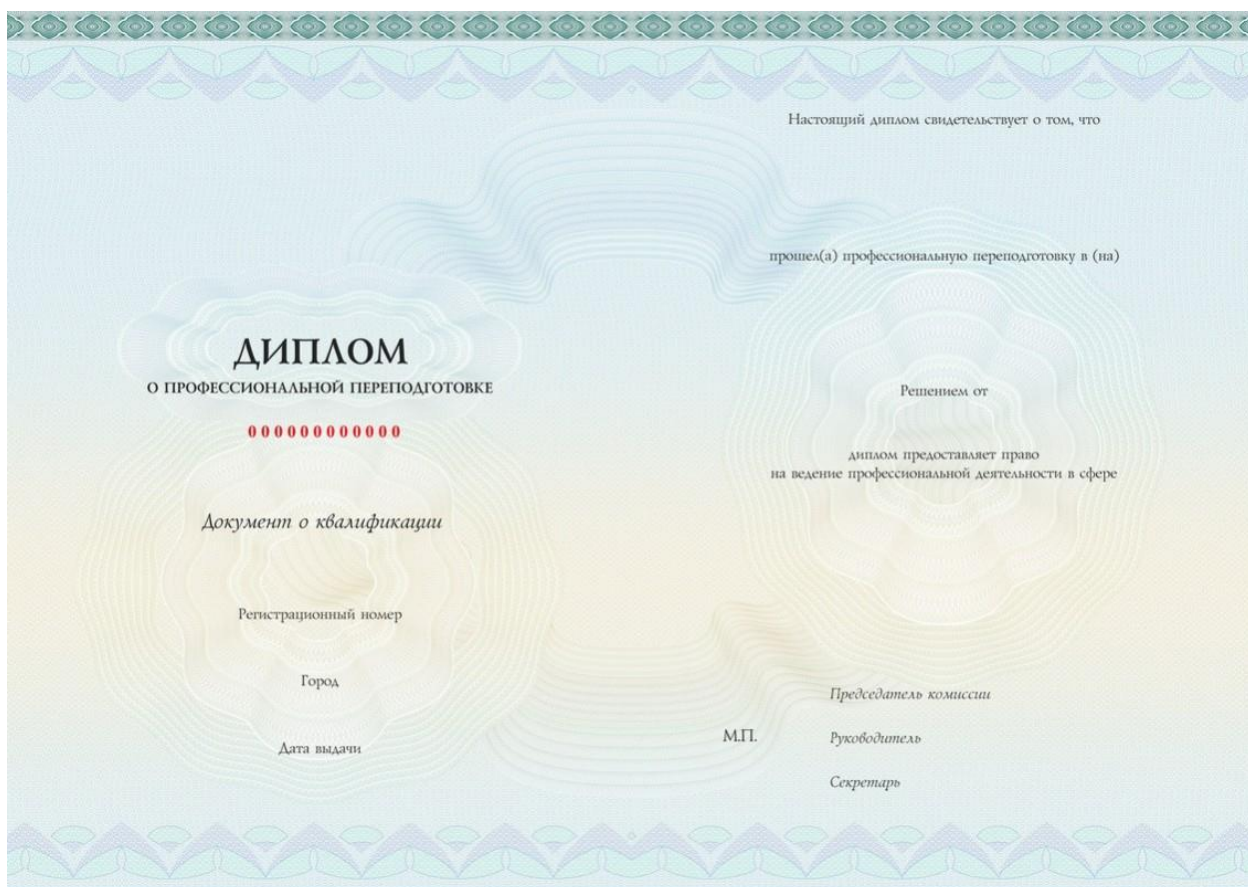 ДИПЛОМ
О ПРОФЕССИОНАЛЬНОЙ ПЕРЕПОДГОТОВКЕ
000000000000
Документ о квалификации
Регистрационный номер
Город
Дата выдачи
Настоящий диплом свидетельствует о том, что
прошел(а) профессиональную переподготовку в (на)
Решением от
диплом предоставляет право
на ведение профессиональной деятельности в сфере
М.П.
Председатель комиссии
Руководитель
Секретарь